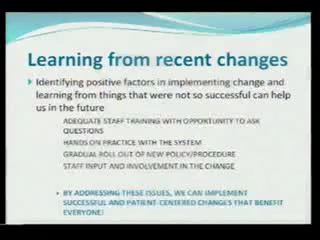 Learning from recent changes
Identifying positive factors in implementing change and
learning from things that were not so successful can help
us in the future
ADEQUATE STAFF TRAINING WITH OPPORTUNITY TO ASK
QUESTIONS
HANDS ON PRACTICE WITH THE SYSTEM
GRADUAL ROLL OUT OF NEW POLICY/PROCEDURE
STAFF INPUT AND INVOLVEMENT IN THE CHANGE
BY ADDRESSING THESE ISSUES, WE CAN IMPLEMENT
SUCCESSFUL AND PATIENT-CENTERED CHANGES THAT BENEFIT
EVERYONE!